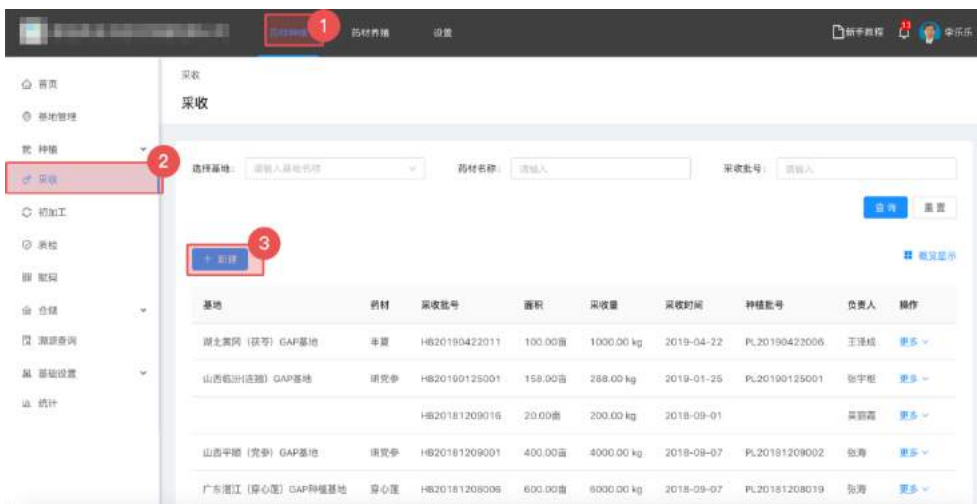 1
药材种植 药材养殖 设置
新手教程 13 李乐乐
首页
基地管理
种植
2
采收
初加工
质检
赋码
仓储
溯源查询
基础设置
统计
采收
采收
选择基地: 请输入基地名称 药材名称: 请输入 采收批号: 请输入
查询 重置
3
+ 新建
概览显示
基地 药材 采收批号 面积 采收量 采收时间 种植批号 负责人 操作
湖北黄冈（茯苓）GAP基地 半夏 HB20190422011 100.00亩 1000.00 kg 2019-04-22 PL20190422006 更多
山西临汾(连翘) GAP基地 明党参 HB20190125001 158.00亩 288.00 kg 2019-01-25 PL20190125001 更多
HB20181209016 20.00亩 200.00 kg 2018-09-01 吴丽霞 更多
山西平顺（党参）GAP基地 明党参 HB20181209001 400.00亩 4000.00 kg 2018-09-07 PL20181209002 张海 更多
广东湛江（穿心莲）GAP种植基地 穿心莲 HB20181208006 600.00亩 6000.00 kg 2018-09-07 PL20181208019 张海 更多